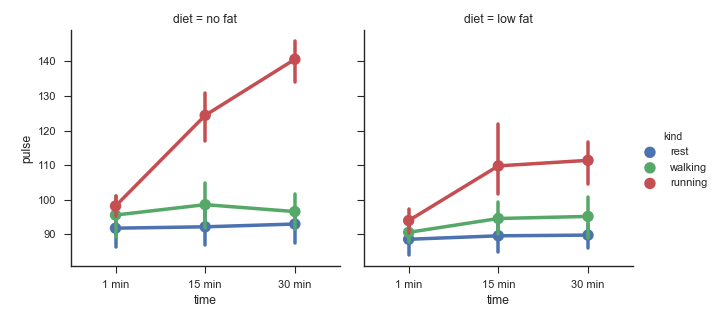 diet = no fat
diet = low fat
pulse
140
130
120
110
100
90
1 min
15 min
30 min
time
1 min
15 min
30 min
time
kind
rest
walking
running